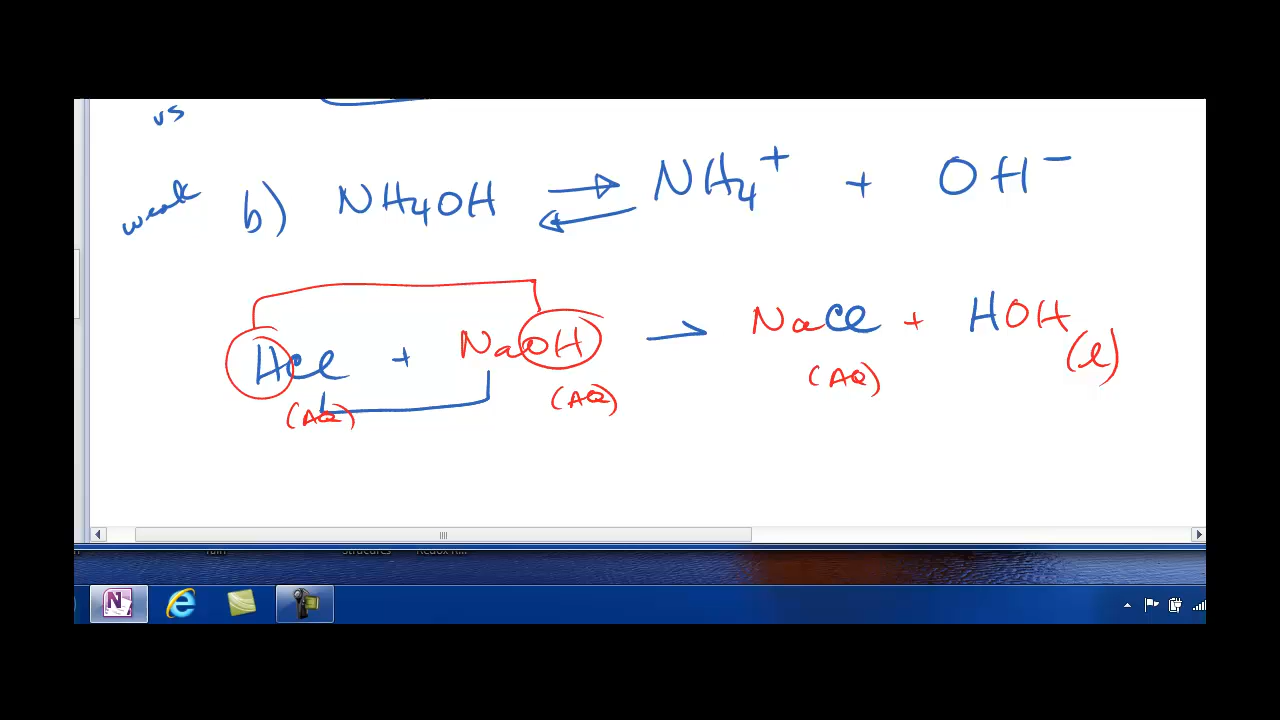 vs
weak b) NH4OH ⇌ NH4+ + OH−
HCl + NaOH → NaCl + HOH
(AQ) (AQ) (AQ) (l)